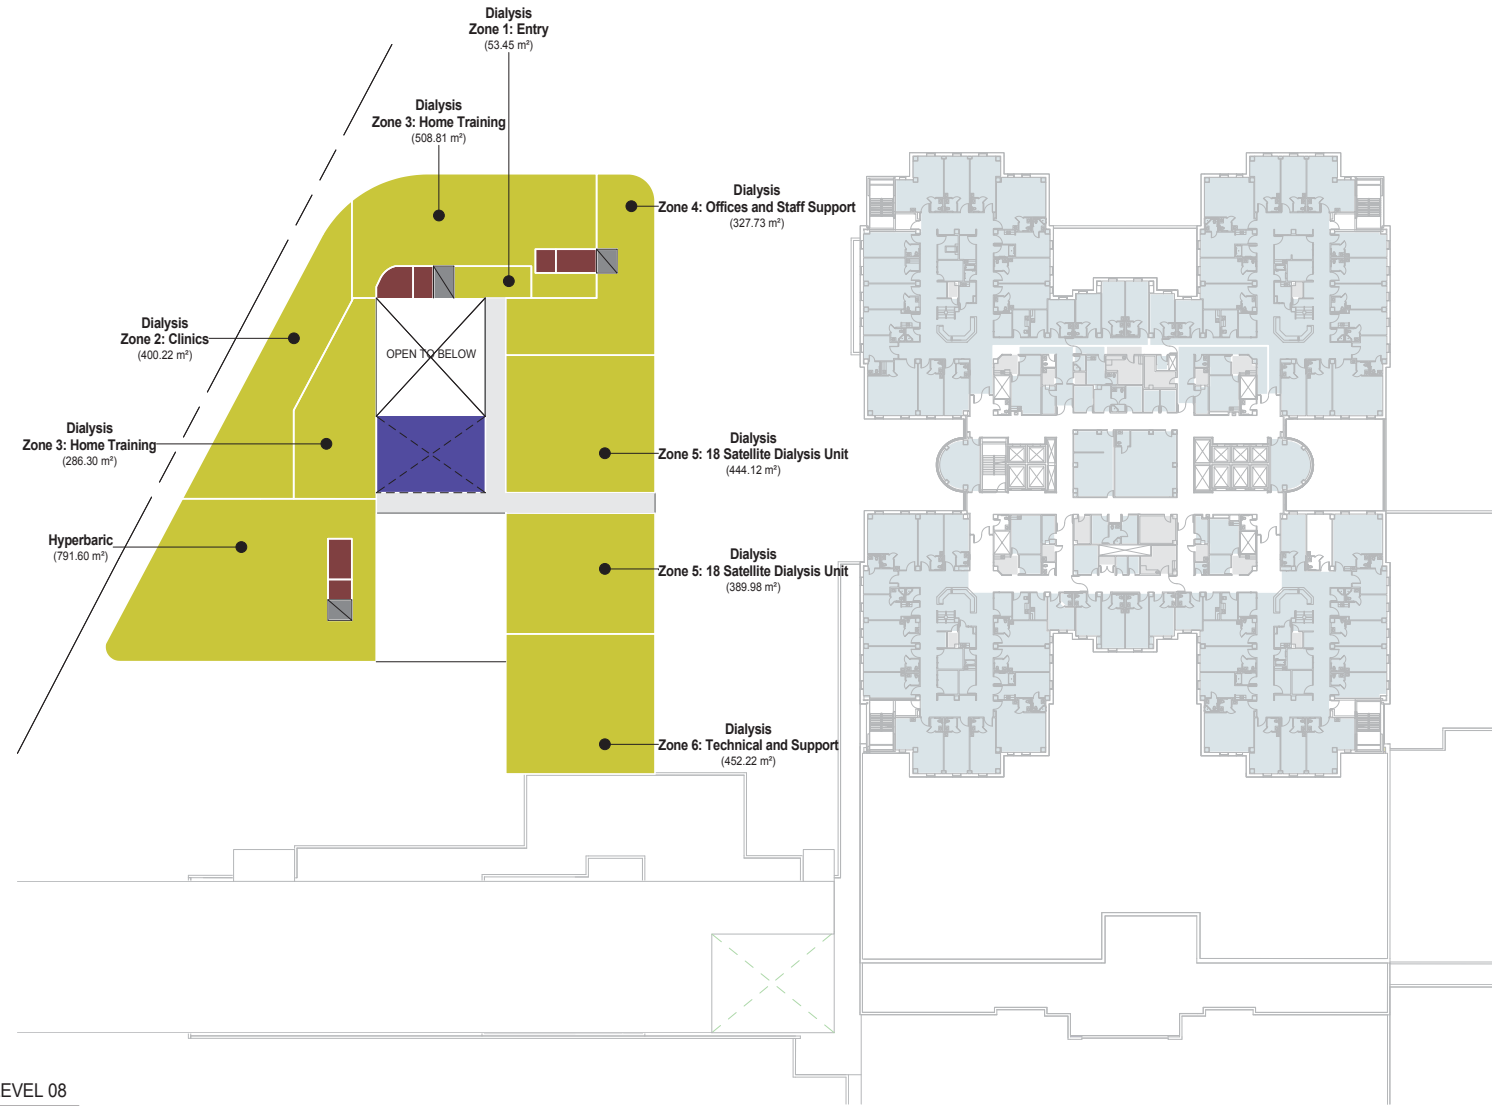 Dialysis
Zone 1: Entry
(53.45 m²)
Dialysis
Zone 3: Home Training
(508.81 m²)
Dialysis
Zone 4: Offices and Staff Support
(327.73 m²)
Dialysis
Zone 2: Clinics
(400.22 m²)
OPEN TO BELOW
Dialysis
Zone 3: Home Training
(286.30 m²)
Dialysis
Zone 5: 18 Satellite Dialysis Unit
(444.12 m²)
Hyperbaric
(791.60 m²)
Dialysis
Zone 5: 18 Satellite Dialysis Unit
(389.98 m²)
Dialysis
Zone 6: Technical and Support
(452.22 m²)
EVEL 08